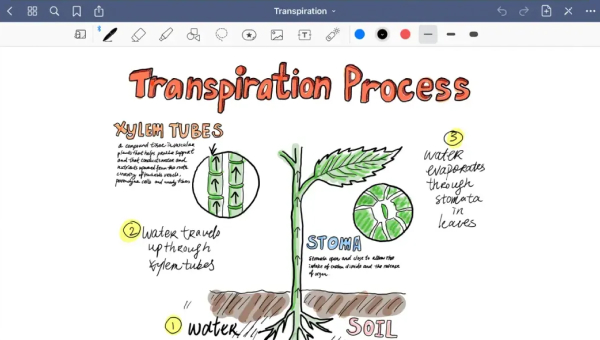 Transpiration
Transpiration Process
XYLEM TUBES
a compound tissue in vascular
plants that helps provide support
and that conducts water and
nutrients upward from the roots
consisting of tracheids vessels,
parenchyma cells and woody fibers
3
water
evaporates
through
stomata
in
leaves
2 water travels
up through
xylem tubes
STOMA
Stomata open and close to allow the
intake of carbon dioxide and the release
of oxygen
1 water
SOIL